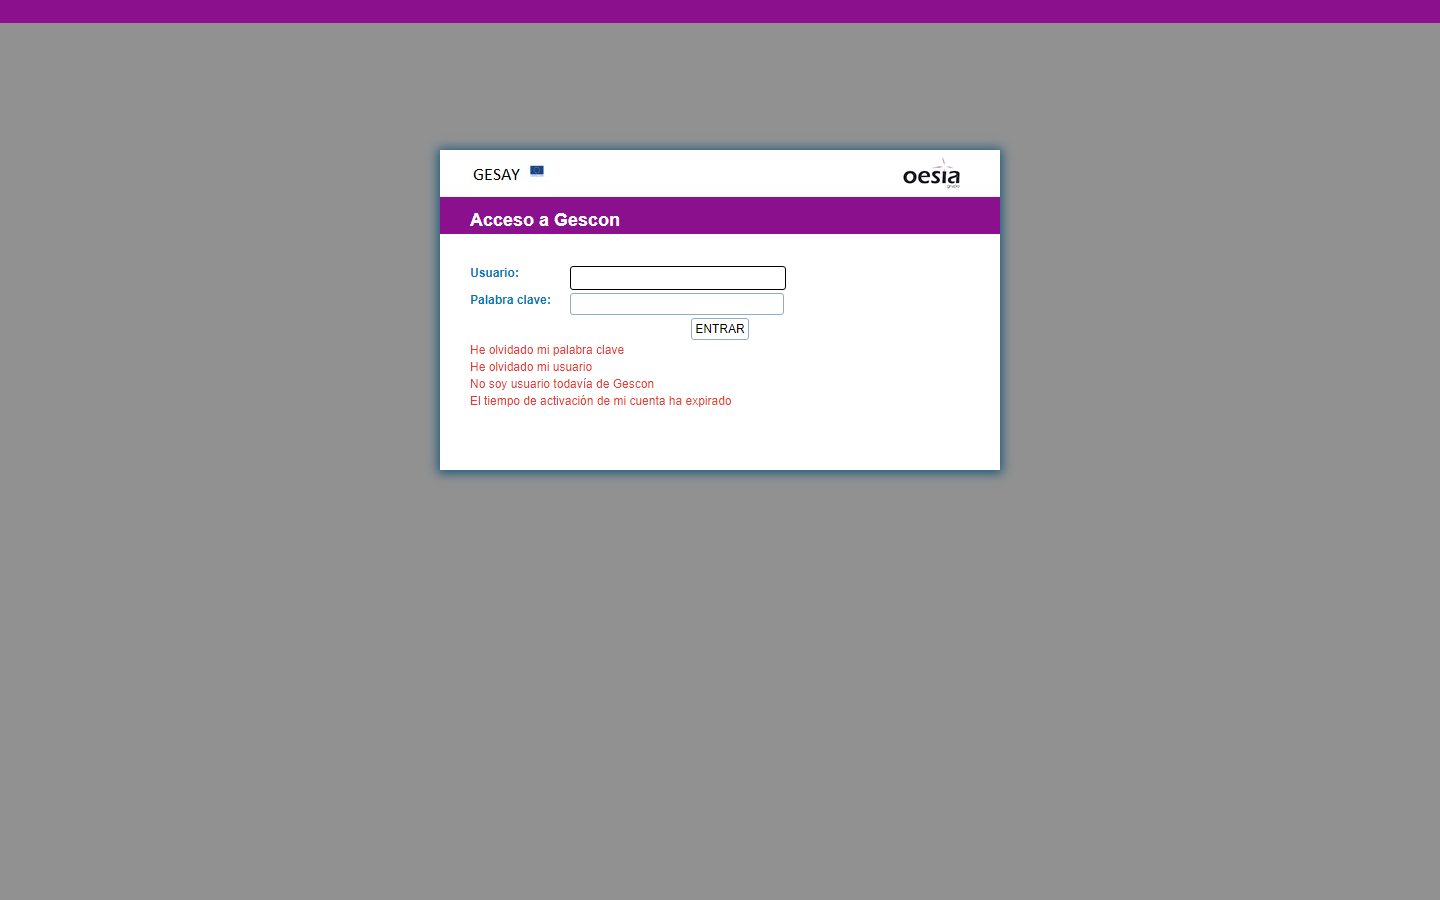 GESAY
oesia
grupo
Acceso a Gescon
Usuario:
Palabra clave:
ENTRAR
He olvidado mi palabra clave
He olvidado mi usuario
No soy usuario todavía de Gescon
El tiempo de activación de mi cuenta ha expirado